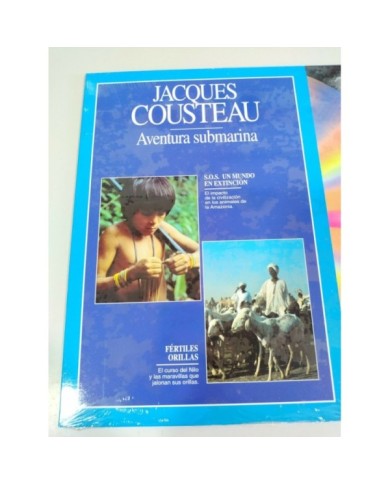 JACQUES
COUSTEAU
Aventura submarina
S.O.S. UN MUNDO
EN EXTINCIÓN
El impacto
de la civilización
en los animales de
la Amazonia.
FÉRTILES
ORILLAS
El curso del Nilo
y las maravillas que
jalonan sus orillas.